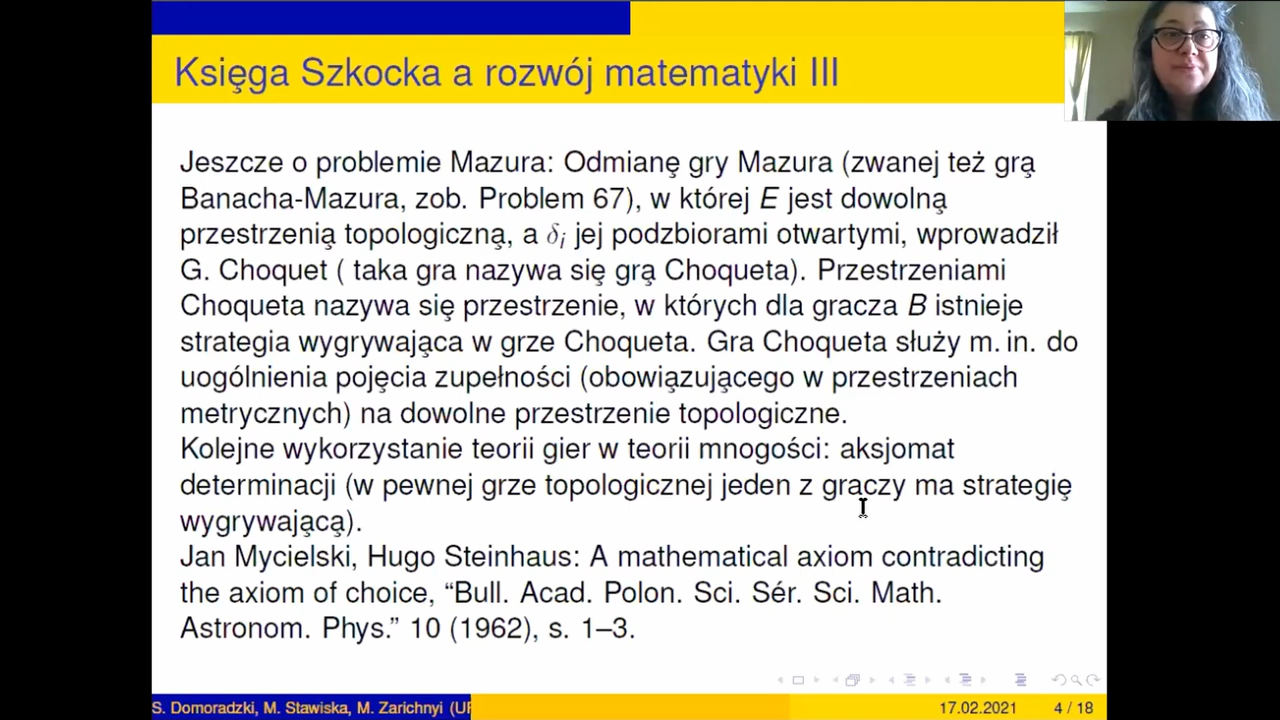 Księga Szkocka a rozwój matematyki III
Jeszcze o problemie Mazura: Odmianę gry Mazura (zwanej też grą
Banacha-Mazura, zob. Problem 67), w której E jest dowolną
przestrzenią topologiczną, a δi jej podzbiorami otwartymi, wprowadził
G. Choquet ( taka gra nazywa się grą Choqueta). Przestrzeniami
Choqueta nazywa się przestrzenie, w których dla gracza B istnieje
strategia wygrywająca w grze Choqueta. Gra Choqueta służy m. in. do
uogólnienia pojęcia zupełności (obowiązującego w przestrzeniach
metrycznych) na dowolne przestrzenie topologiczne.
Kolejne wykorzystanie teorii gier w teorii mnogości: aksjomat
determinacji (w pewnej grze topologicznej jeden z graczy ma strategię
wygrywającą).
Jan Mycielski, Hugo Steinhaus: A mathematical axiom contradicting
the axiom of choice, “Bull. Acad. Polon. Sci. Sér. Sci. Math.
Astronom. Phys.” 10 (1962), s. 1–3.
S. Domoradzki, M. Stawiska, M. Zarichnyi 17.02.2021 4 / 18